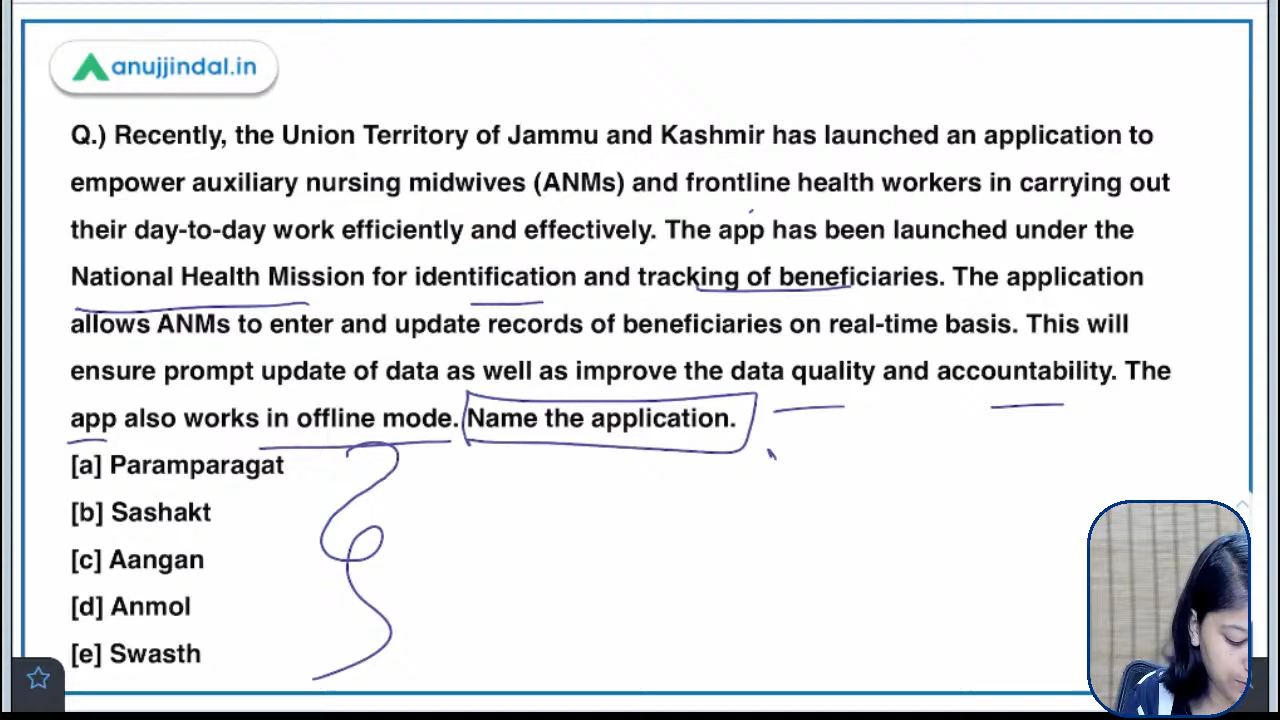 anujjindal.in
Q.) Recently, the Union Territory of Jammu and Kashmir has launched an application to
empower auxiliary nursing midwives (ANMs) and frontline health workers in carrying out
their day-to-day work efficiently and effectively. The app has been launched under the
National Health Mission for identification and tracking of beneficiaries. The application
allows ANMs to enter and update records of beneficiaries on real-time basis. This will
ensure prompt update of data as well as improve the data quality and accountability. The
app also works in offline mode. Name the application.
[a] Paramparagat
[b] Sashakt
[c] Aangan
[d] Anmol
[e] Swasth